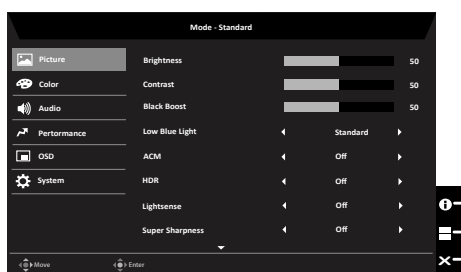 Mode - Standard
Picture
Brightness 50
Color
Contrast 50
Audio
Black Boost 50
Pertormance
Low Blue Light Standard
OSD
ACM Off
System
HDR Off
Lightsense Off
Super Sharpness Off
Move Enter